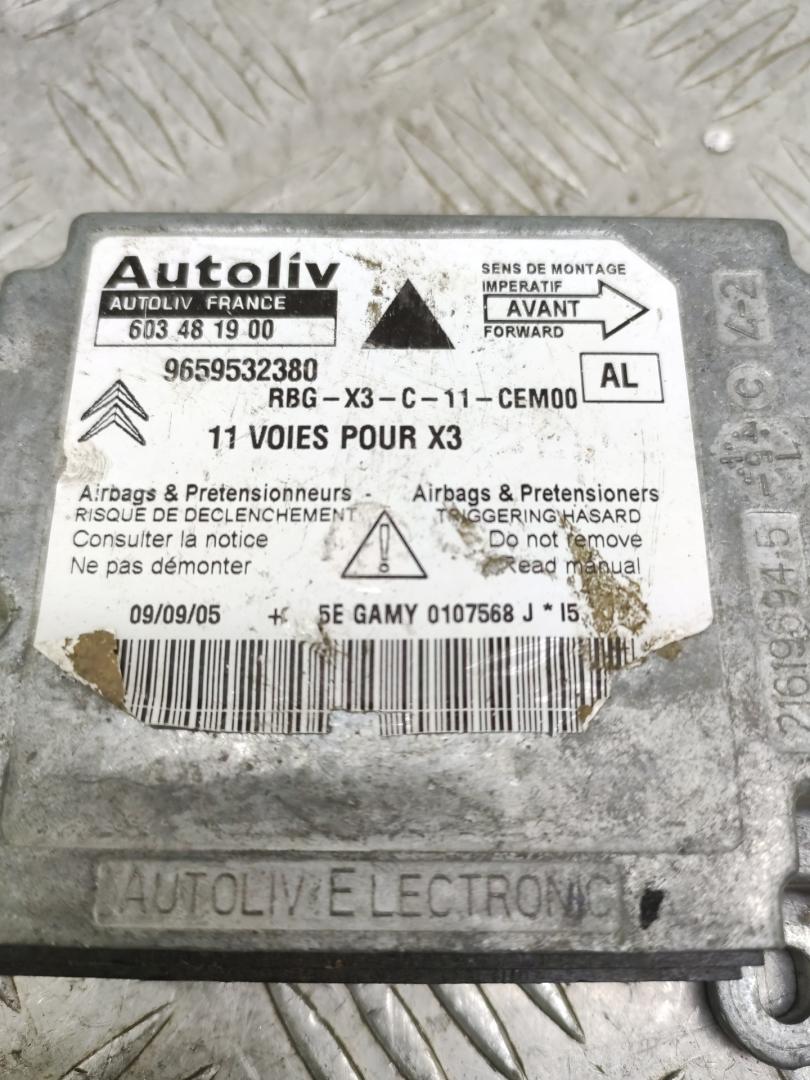 Autoliv
AUTOLIV FRANCE
603 48 19 00
SENS DE MONTAGE
IMPERATIF
AVANT
FORWARD
9659532380
AL
RBG-X3-C-11-CEM00
11 VOIES POUR X3
Airbags & Pretensionneurs - Airbags & Pretensioners
RISQUE DE DECLENCHEMENT TRIGGERING HASARD
Consulter la notice Do not remove
Ne pas démonter Read manual
09/09/05 5E GAMY 0107568 J * I5
AUTOLIV ELECTRONIC
C 4-2